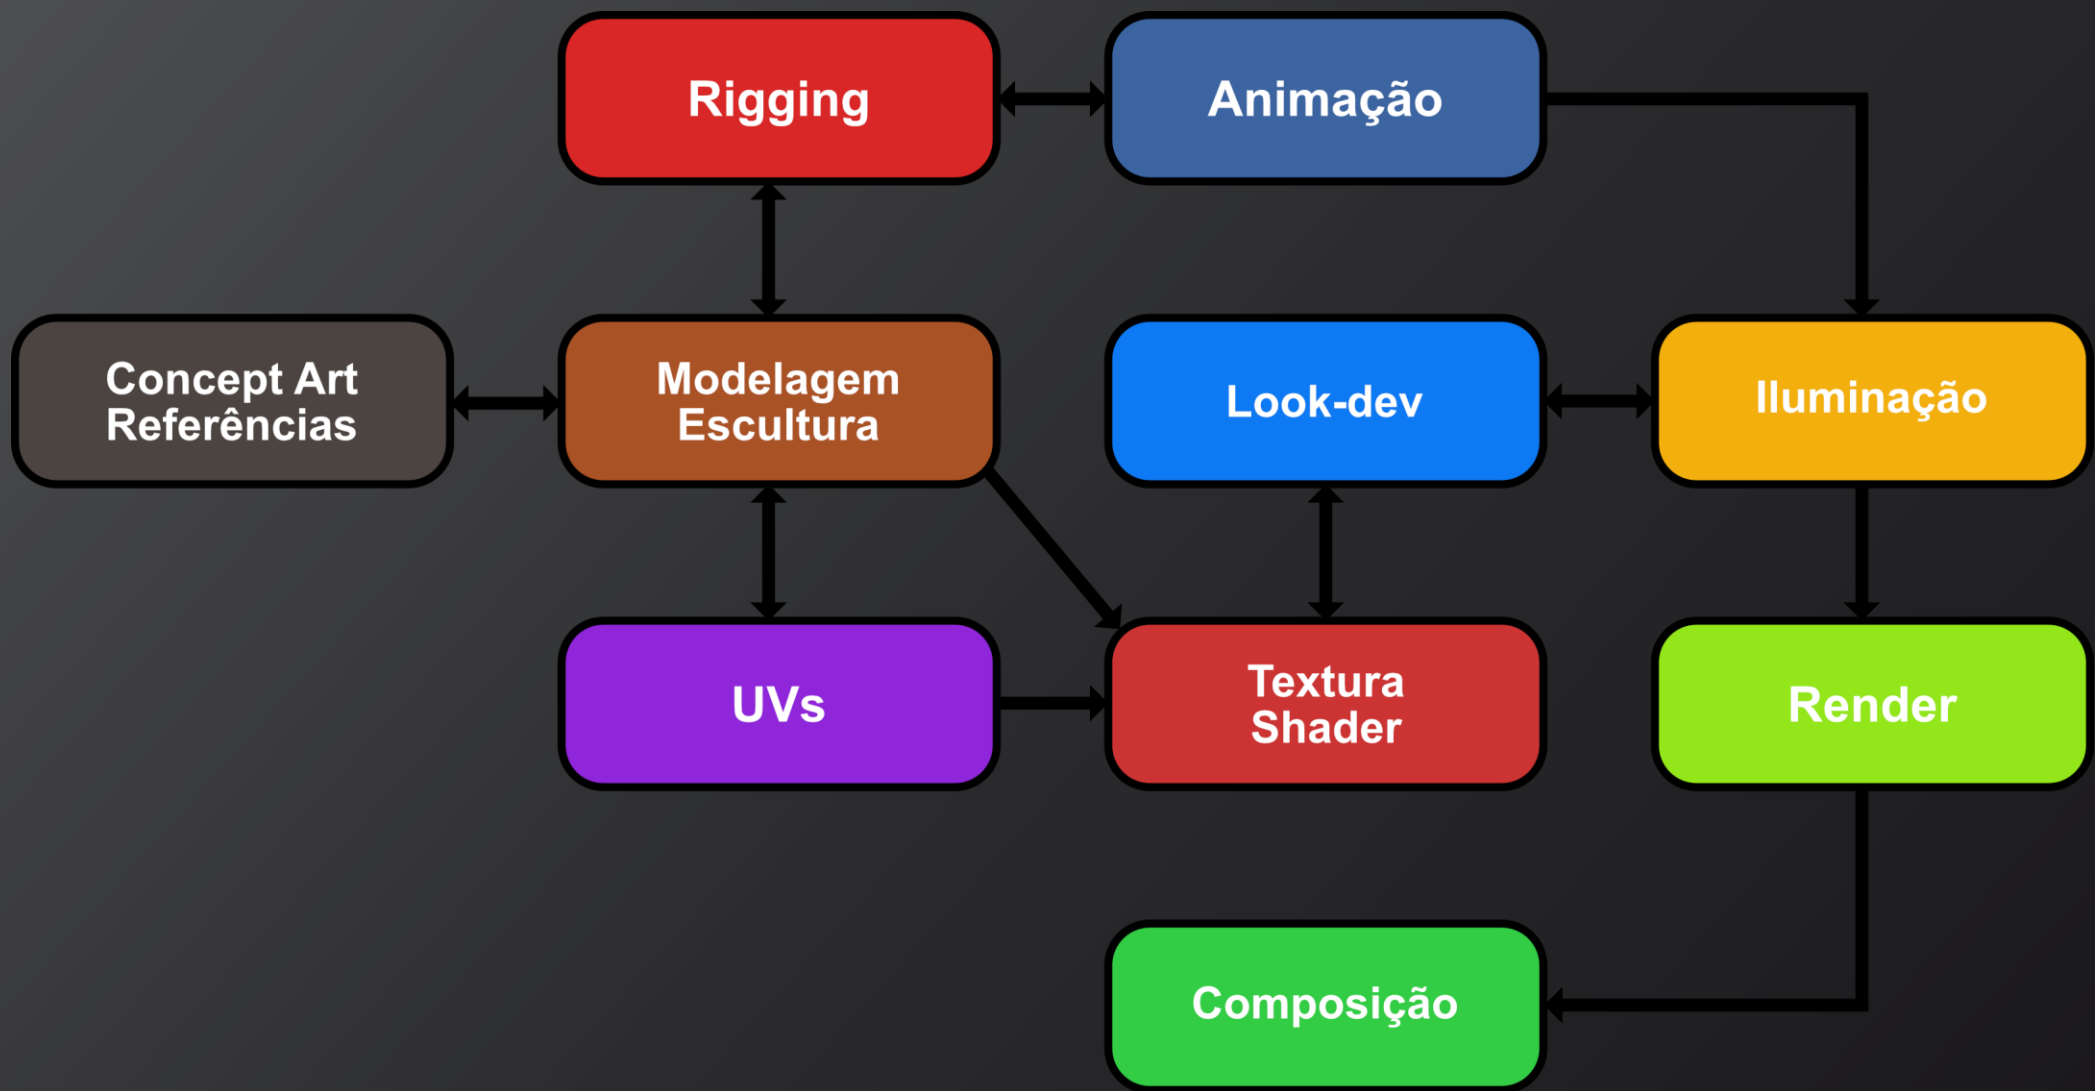 Rigging
Animação
Concept Art
Referências
Modelagem
Escultura
Look-dev
Iluminação
UVs
Textura
Shader
Render
Composição